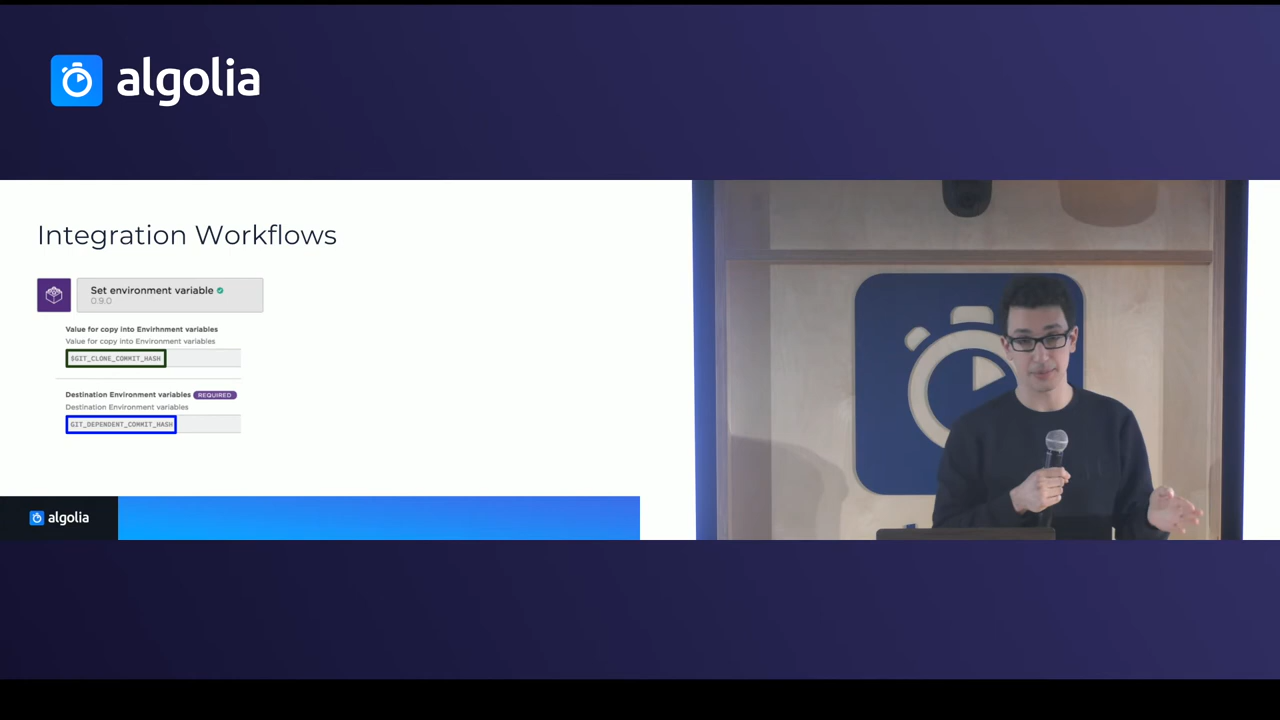 algolia
Integration Workflows
Set environment variable
0.9.0
Value for copy into Envirhnment variables
Value for copy into Environment variables
$GIT_CLONE_COMMIT_HASH
Destination Environment variables REQUIRED
Destination Environment variables
GIT_DEPENDENT_COMMIT_HASH
algolia